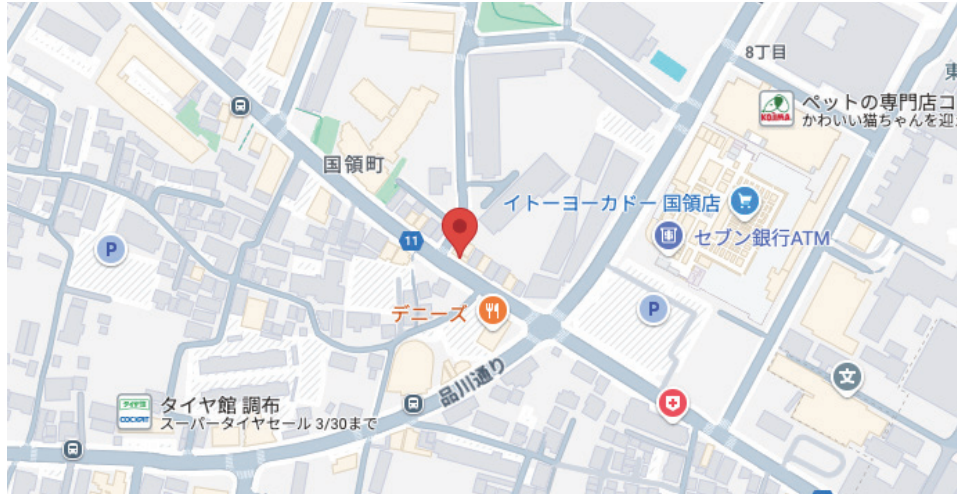 8丁目
東
KOJIMA
ペットの専門店コ
かわいい猫ちゃんを迎
国領町
イトーヨーカドー 国領店
11
セブン銀行ATM
P
P
デニーズ
品川通り
文
タイヤ館
COCKPIT
タイヤ館 調布
スーパータイヤセール 3/30まで